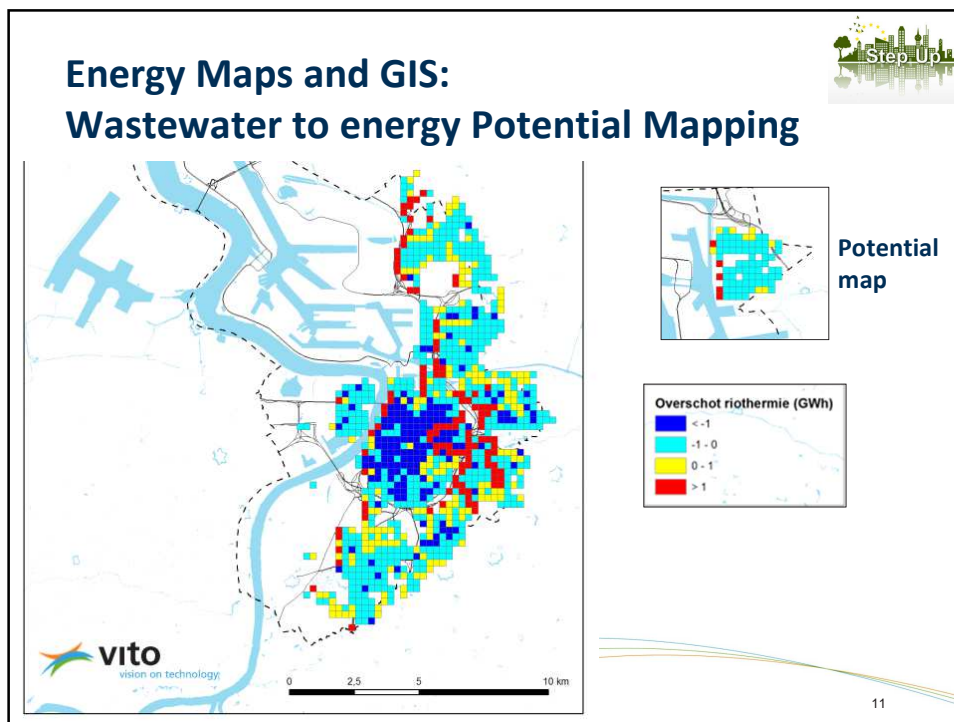 Step Up
Energy Maps and GIS:
Wastewater to energy Potential Mapping
Potential
map
Overschot riothermie (GWh)
< -1
-1 - 0
0 - 1
> 1
vito
vision on technology
0 2,5 5 10 km
11